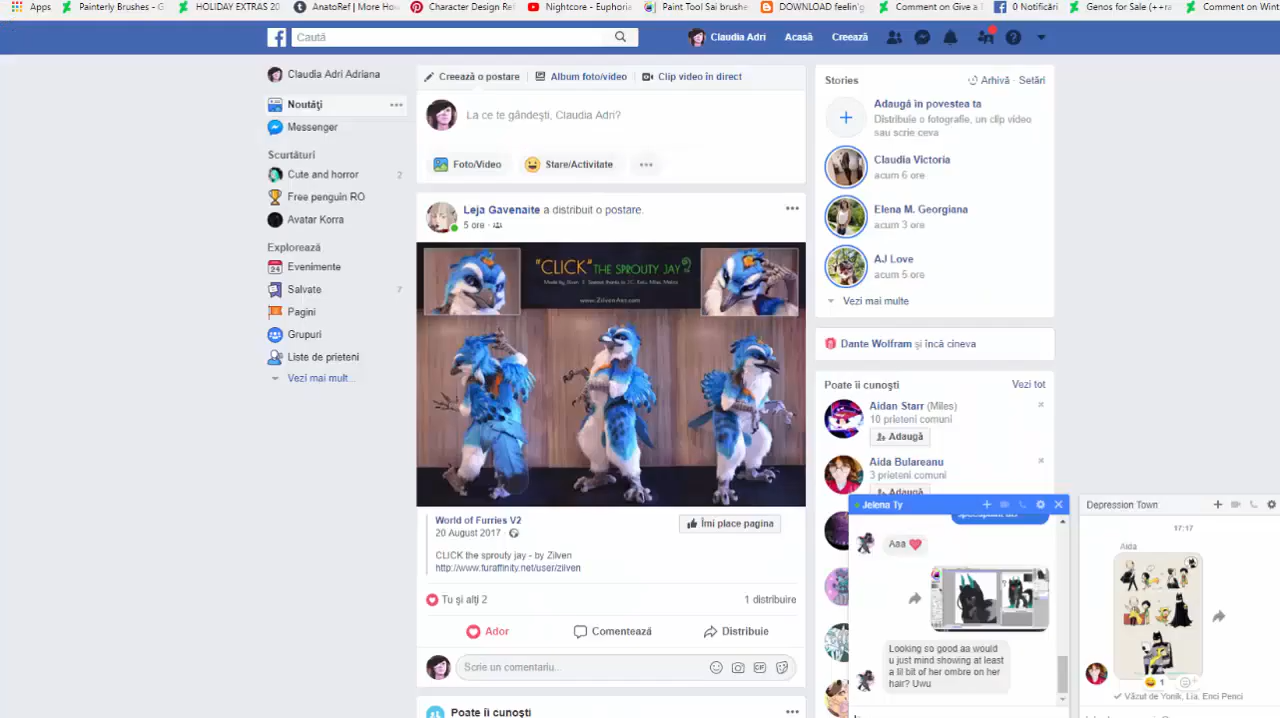 Apps
Painterly Brushes - G
HOLIDAY EXTRAS 20
AnatoRef | More How
Character Design Ref
Nightcore - Euphoria
Paint Tool Sai brushe
DOWNLOAD feelin'g
Comment on Give a
0 Notificări
Genos for Sale (++ra
Comment on Wint
Caută
Claudia Adri
Acasă
Creează
Claudia Adri Adriana
Noutăți
Messenger
Scurtături
Cute and horror 2
Free penguin RO
Avatar Korra
Explorează
Evenimente
Salvate 7
Pagini
Grupuri
Liste de prieteni
Vezi mai mult...
Creează o postare
Album foto/video
Clip video în direct
La ce te gândești, Claudia Adri?
Foto/Video
Stare/Activitate
Leja Gavenaite a distribuit o postare.
5 ore
"CLICK" THE SPROUTY JAY
www.ZilvenArt.com
World of Furries V2
20 August 2017
Îmi place pagina
CLICK the sprouty jay - by Zilven
http://www.furaffinity.net/user/zilven
Tu și alți 2
1 distribuire
Ador
Comentează
Distribuie
Scrie un comentariu...
Poate îi cunoști
Stories
Arhivă · Setări
Adaugă în povestea ta
Distribuie o fotografie, un clip video
sau scrie ceva
Claudia Victoria
acum 6 ore
Elena M. Georgiana
acum 3 ore
AJ Love
acum 5 ore
Vezi mai multe
Dante Wolfram și încă cineva
Poate îi cunoști
Vezi tot
Aidan Starr (Miles)
10 prieteni comuni
Adaugă
Aida Bulareanu
3 prieteni comuni
Adaugă
Jelena Ty
Aaa
Looking so good aa would
u just mind showing at least
a lil bit of her ombre on her
hair? Uwu
Depression Town
17:17
Aida
1
Văzut de Yonik, Lia, Enci Penci